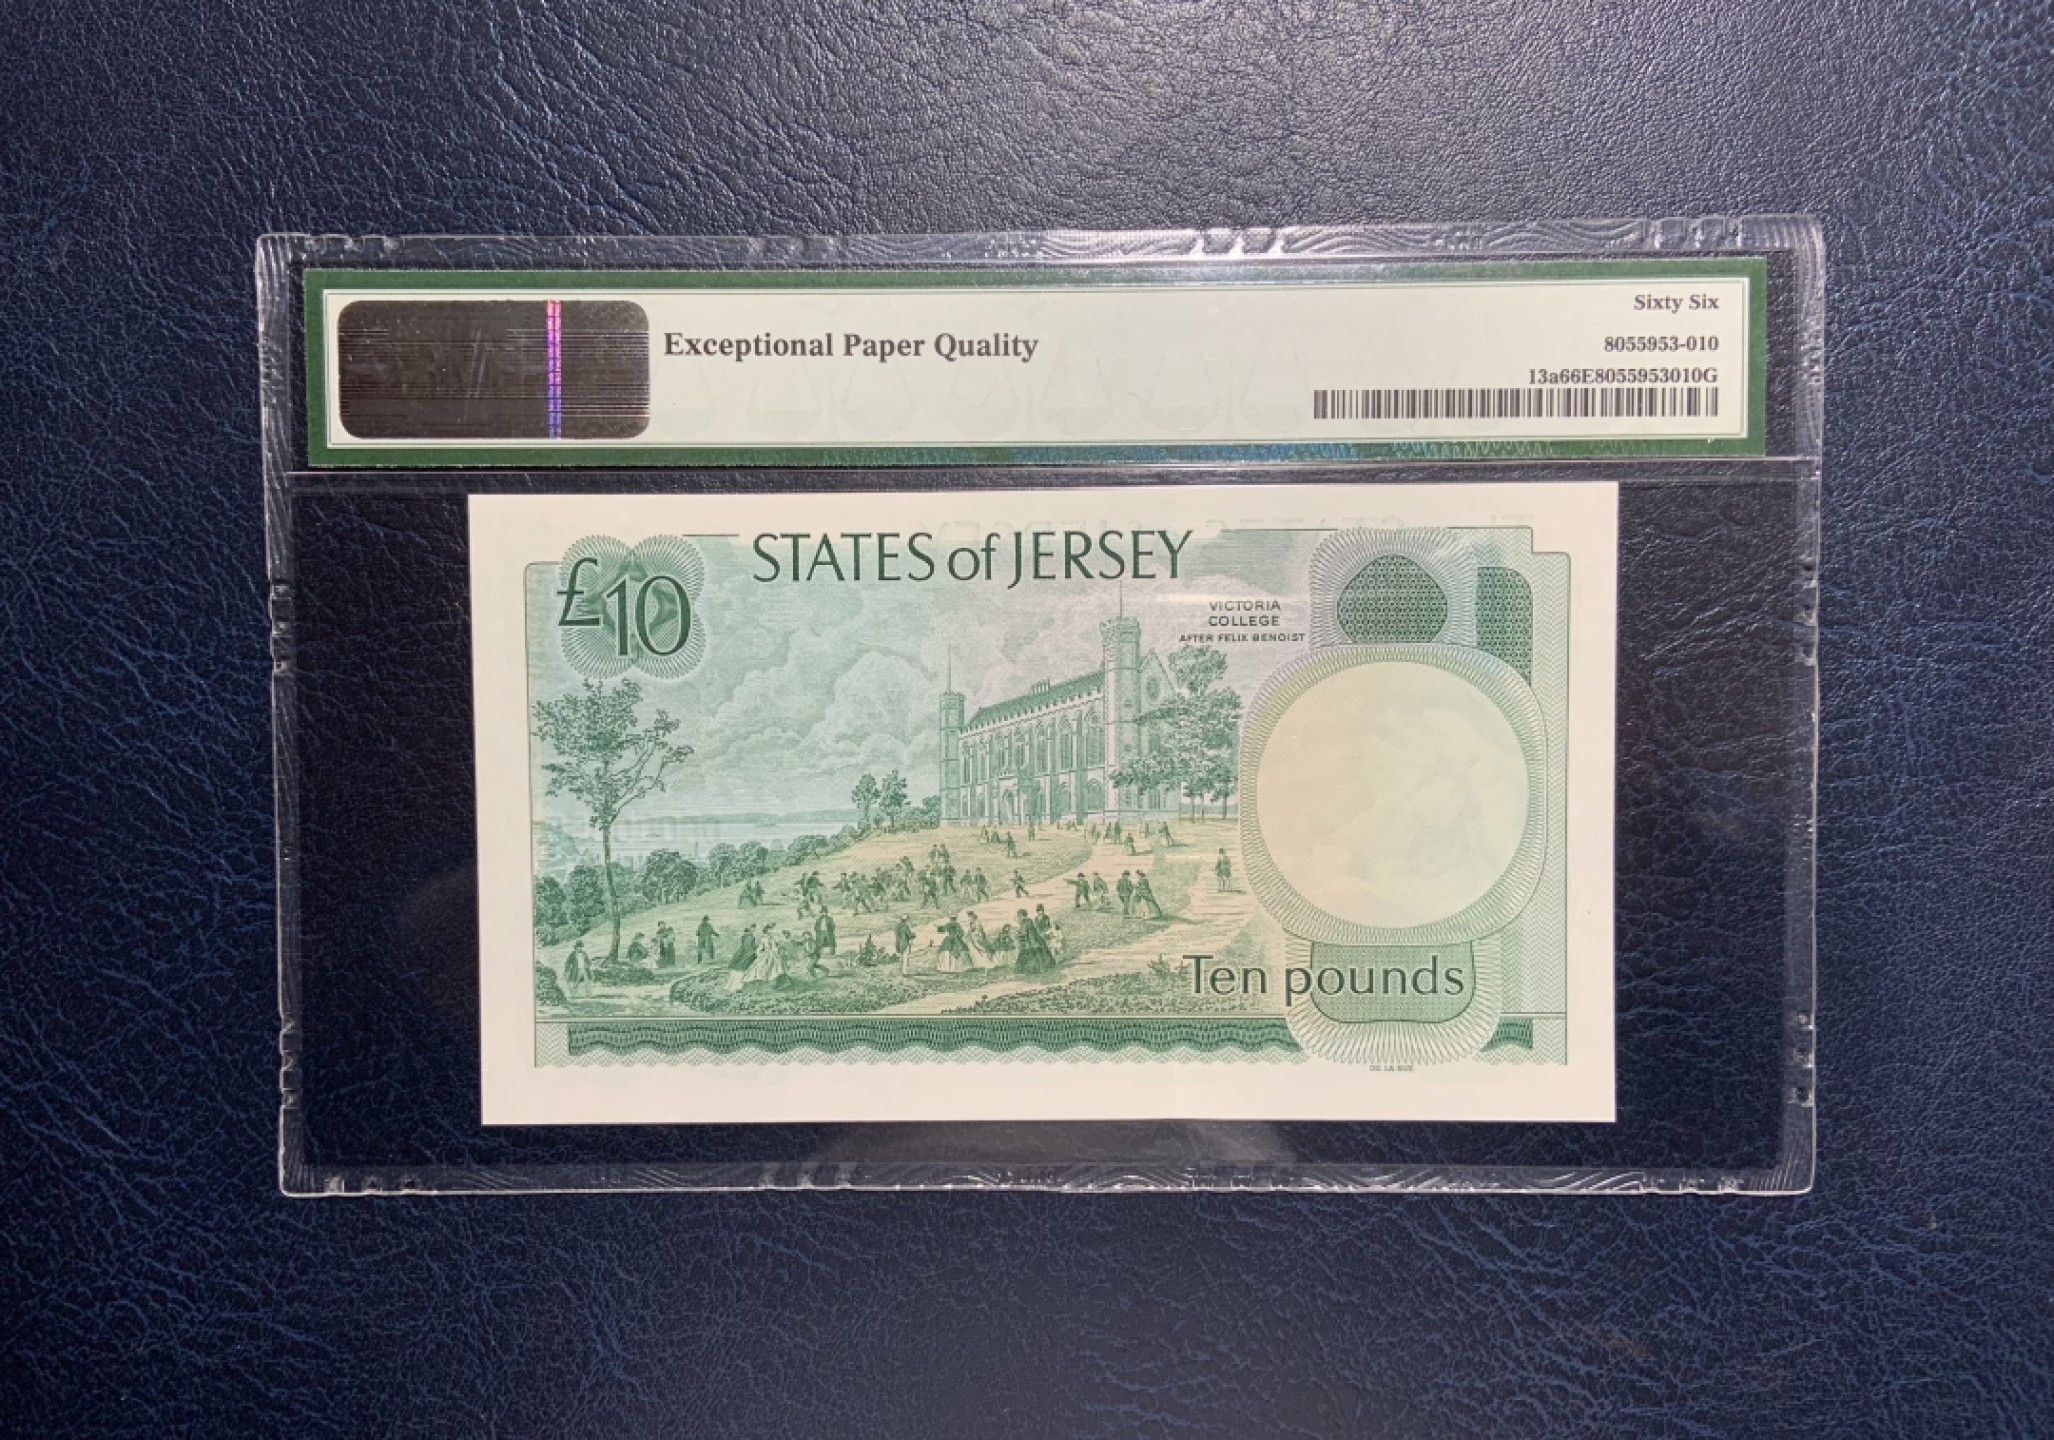 Sixty Six
Exceptional Paper Quality
8055953-010
13a66E8055953010G
STATES of JERSEY
£10
VICTORIA
COLLEGE
AFTER FELIX BENOIST
Ten pounds
DE LA RUE